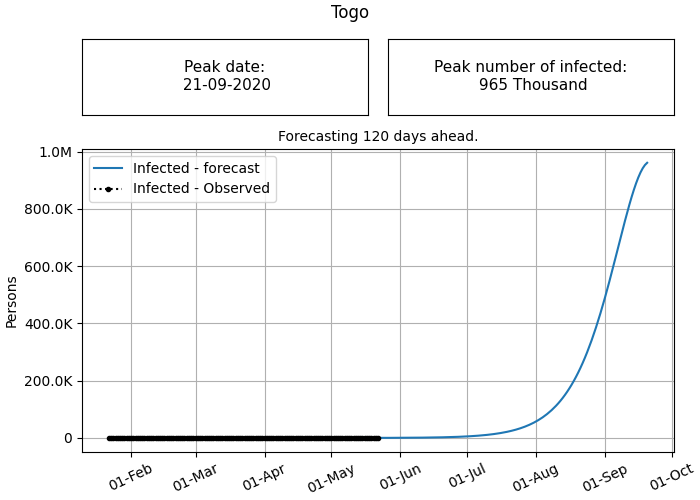 Togo
Peak date:
21-09-2020
Peak number of infected:
965 Thousand
Forecasting 120 days ahead.
Infected - forecast
Infected - Observed
Persons
1.0M
800.0K
600.0K
400.0K
200.0K
0
01-Feb
01-Mar
01-Apr
01-May
01-Jun
01-Jul
01-Aug
01-Sep
01-Oct